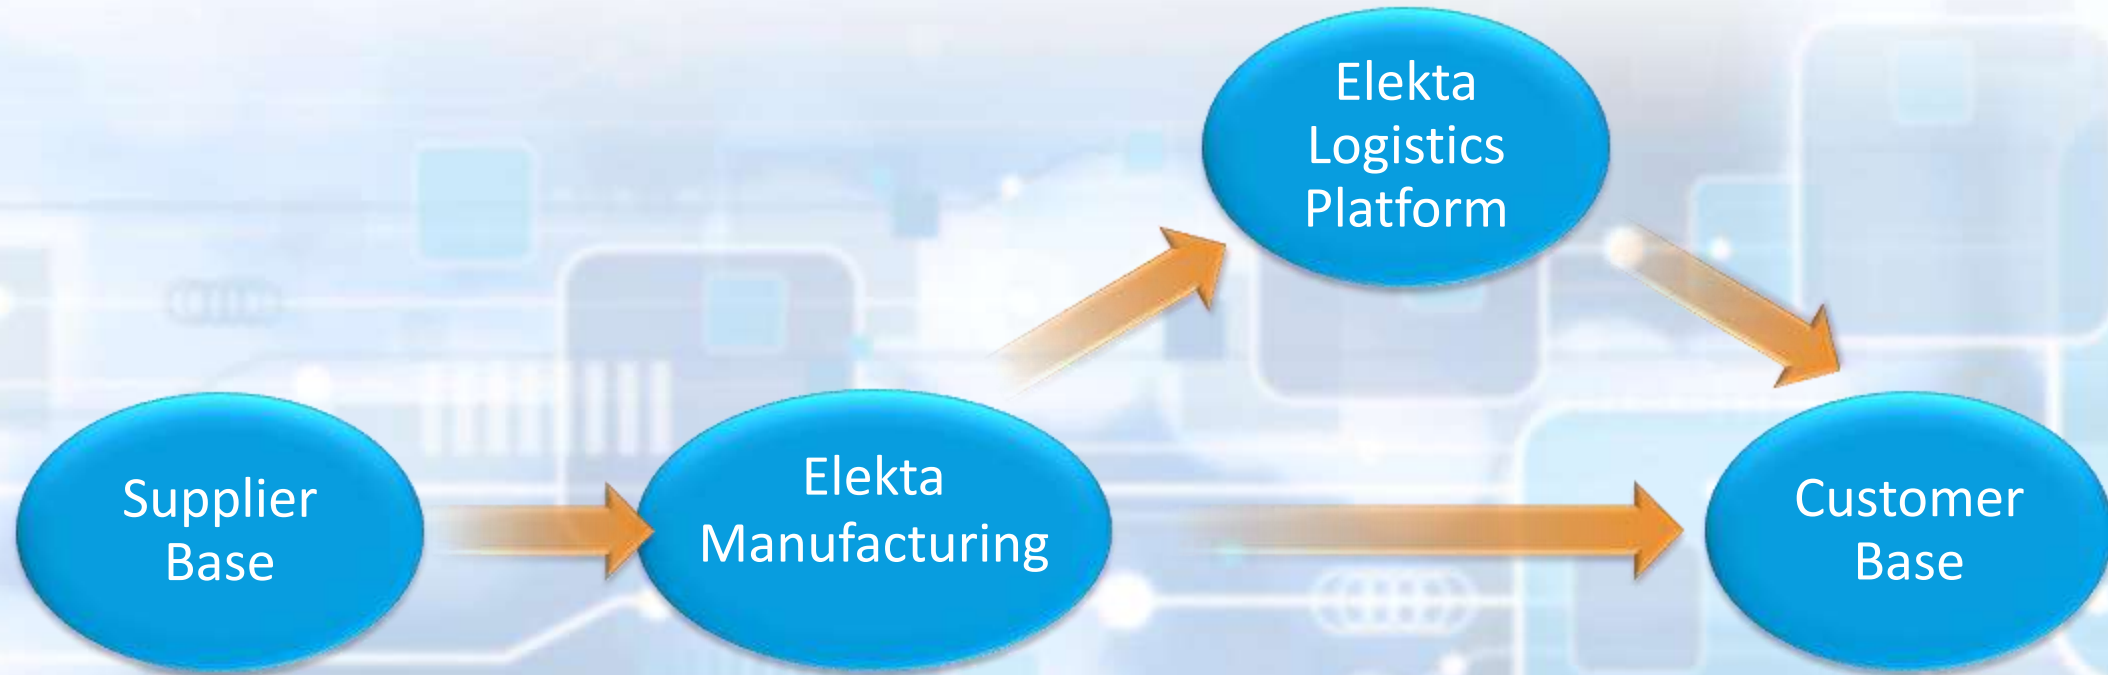 Elekta
Logistics
Platform
Supplier
Base
Elekta
Manufacturing
Customer
Base